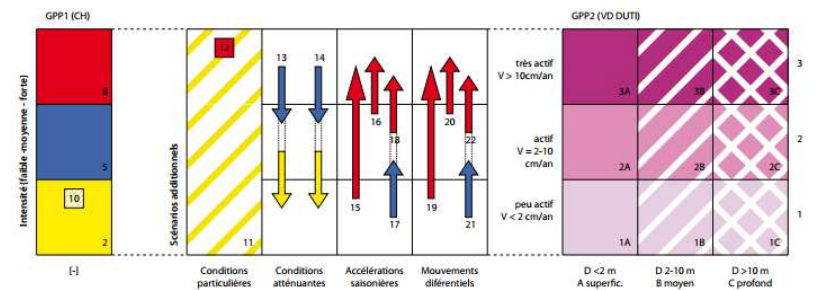 GPP1 (CH)
GPP2 (VD DUTI)
Intensité (faible -moyenne - forte)
8
5
10
2
[-]
Scénarios additionnels
12
11
13
14
15
16
18
17
19
20
22
21
Conditions
particulières
Conditions
atténuantes
Accélérations
saisonières
Mouvements
diférentiels
très actif
V > 10cm/an
actif
V = 2-10
cm/an
peu actif
V < 2 cm/an
3A
3B
3C
3
2A
2B
2C
2
1A
1B
1C
1
D <2 m
A superfic.
D 2-10 m
B moyen
D >10 m
C profond